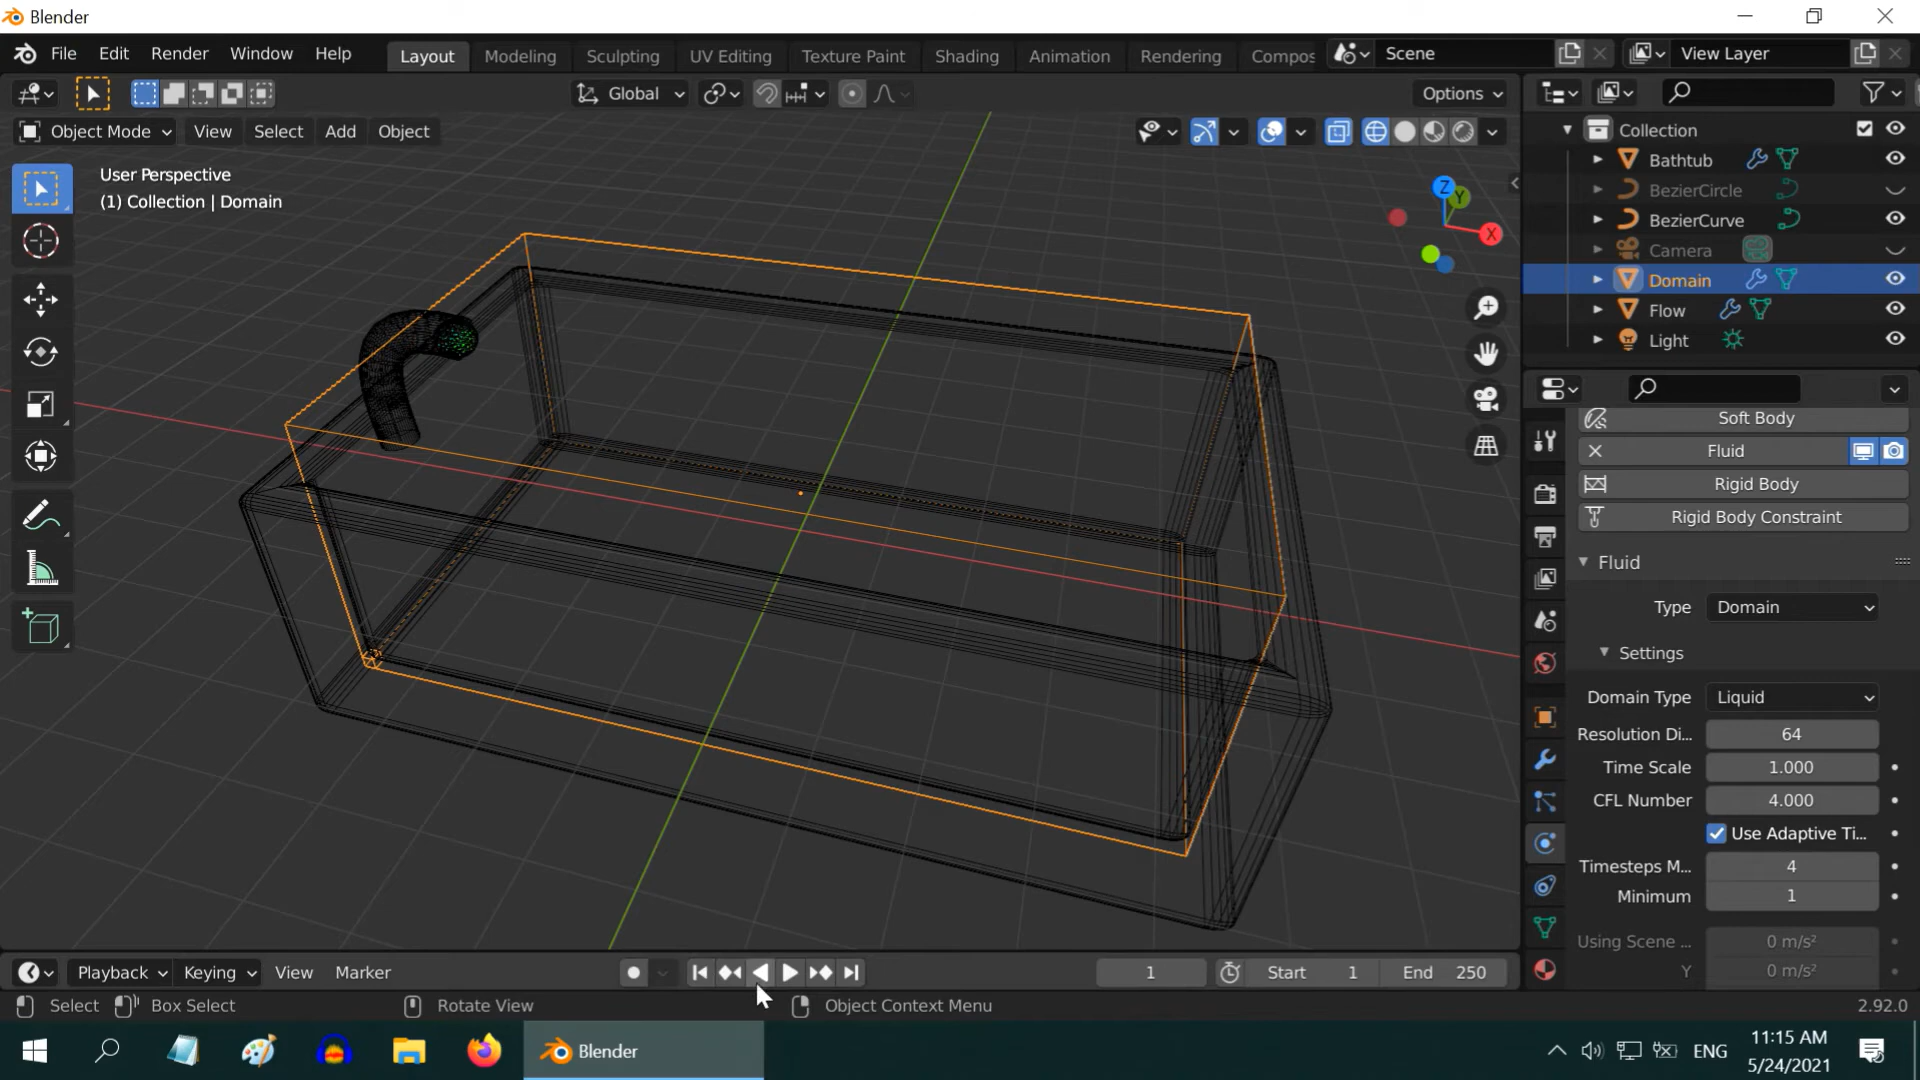 Blender
File Edit Render Window Help Layout Modeling Sculpting UV Editing Texture Paint Shading Animation Rendering Compos Scene View Layer
Global Options
Object Mode View Select Add Object
User Perspective
(1) Collection | Domain
Z
Y
X
Collection
Bathtub
BezierCircle
BezierCurve
Camera
Domain
Flow
Light
Soft Body
Fluid
Rigid Body
Rigid Body Constraint
Fluid
Type Domain
Settings
Domain Type Liquid
Resolution Di... 64
Time Scale 1.000
CFL Number 4.000
Use Adaptive Ti...
Timesteps M... 4
Minimum 1
Using Scene ... 0 m/s²
Y 0 m/s²
Playback Keying View Marker 1 Start 1 End 250
Select Box Select Rotate View Object Context Menu 2.92.0
Blender ENG
11:15 AM
5/24/2021